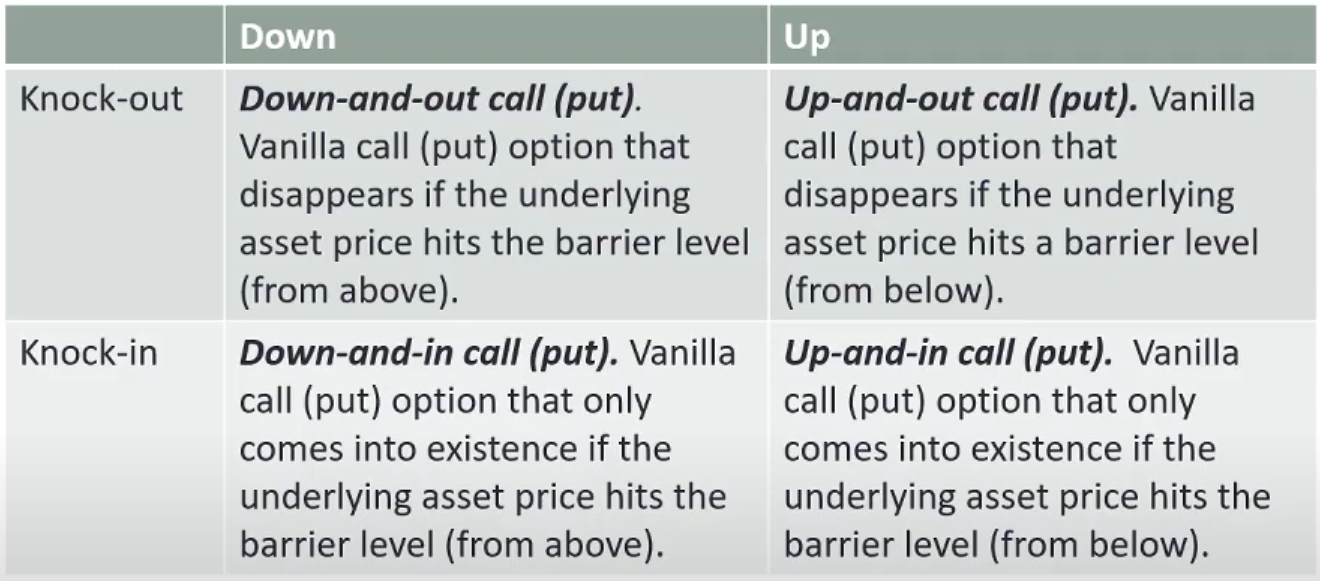 Down
Up
Knock-out
Down-and-out call (put).
Vanilla call (put) option that
disappears if the underlying
asset price hits the barrier level
(from above).
Up-and-out call (put). Vanilla
call (put) option that
disappears if the underlying
asset price hits a barrier level
(from below).
Knock-in
Down-and-in call (put). Vanilla
call (put) option that only
comes into existence if the
underlying asset price hits the
barrier level (from above).
Up-and-in call (put). Vanilla
call (put) option that only
comes into existence if the
underlying asset price hits the
barrier level (from below).